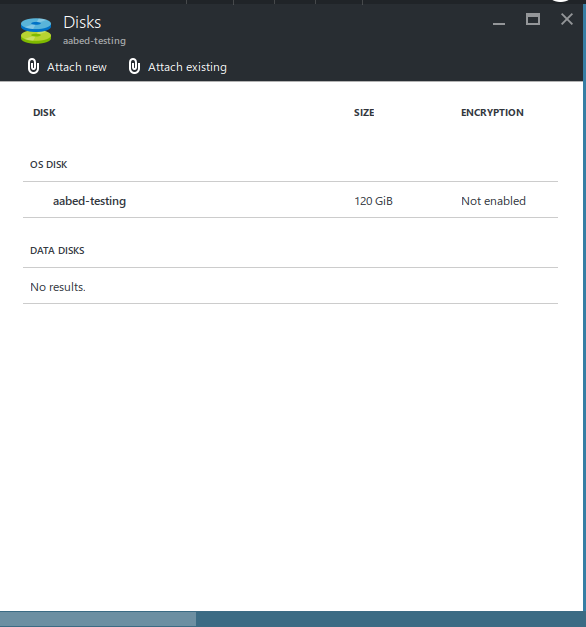 Disks
aabed-testing
Attach new Attach existing
DISK SIZE ENCRYPTION
OS DISK
aabed-testing 120 GiB Not enabled
DATA DISKS
No results.